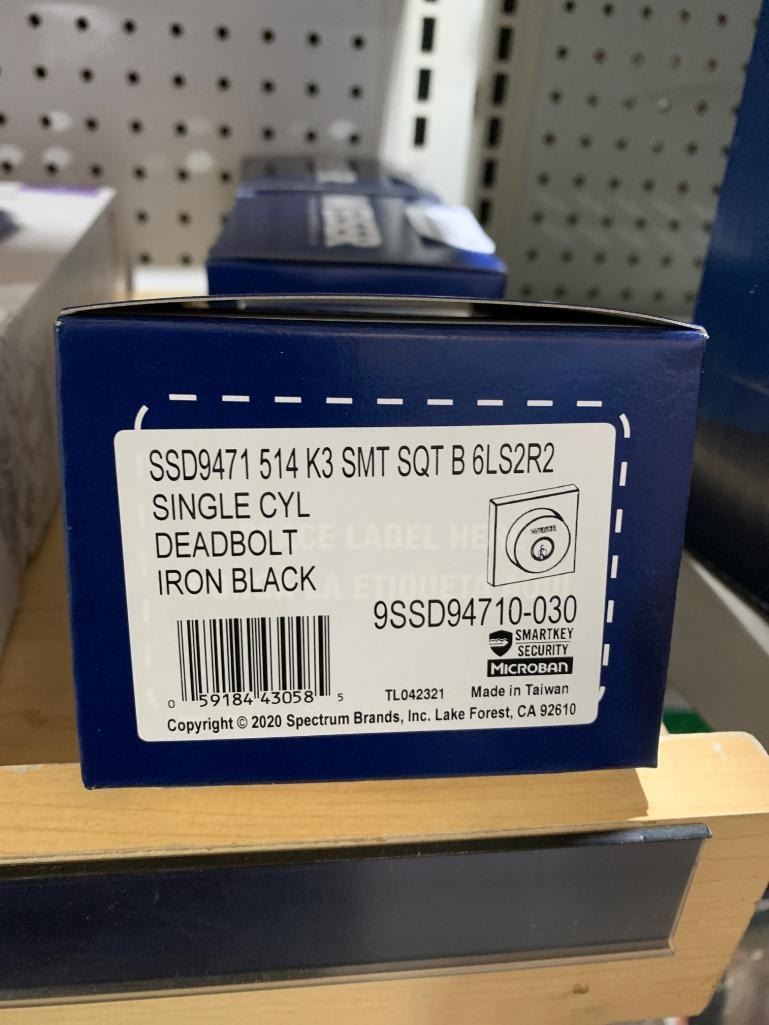 SSD9471 514 K3 SMT SQT B 6LS2R2
SINGLE CYL
DEADBOLT
IRON BLACK
9SSD94710-030
SMARTKEY
SECURITY
MICROBAN
0 59184 43058 5
TL042321 Made in Taiwan
Copyright © 2020 Spectrum Brands, Inc. Lake Forest, CA 92610